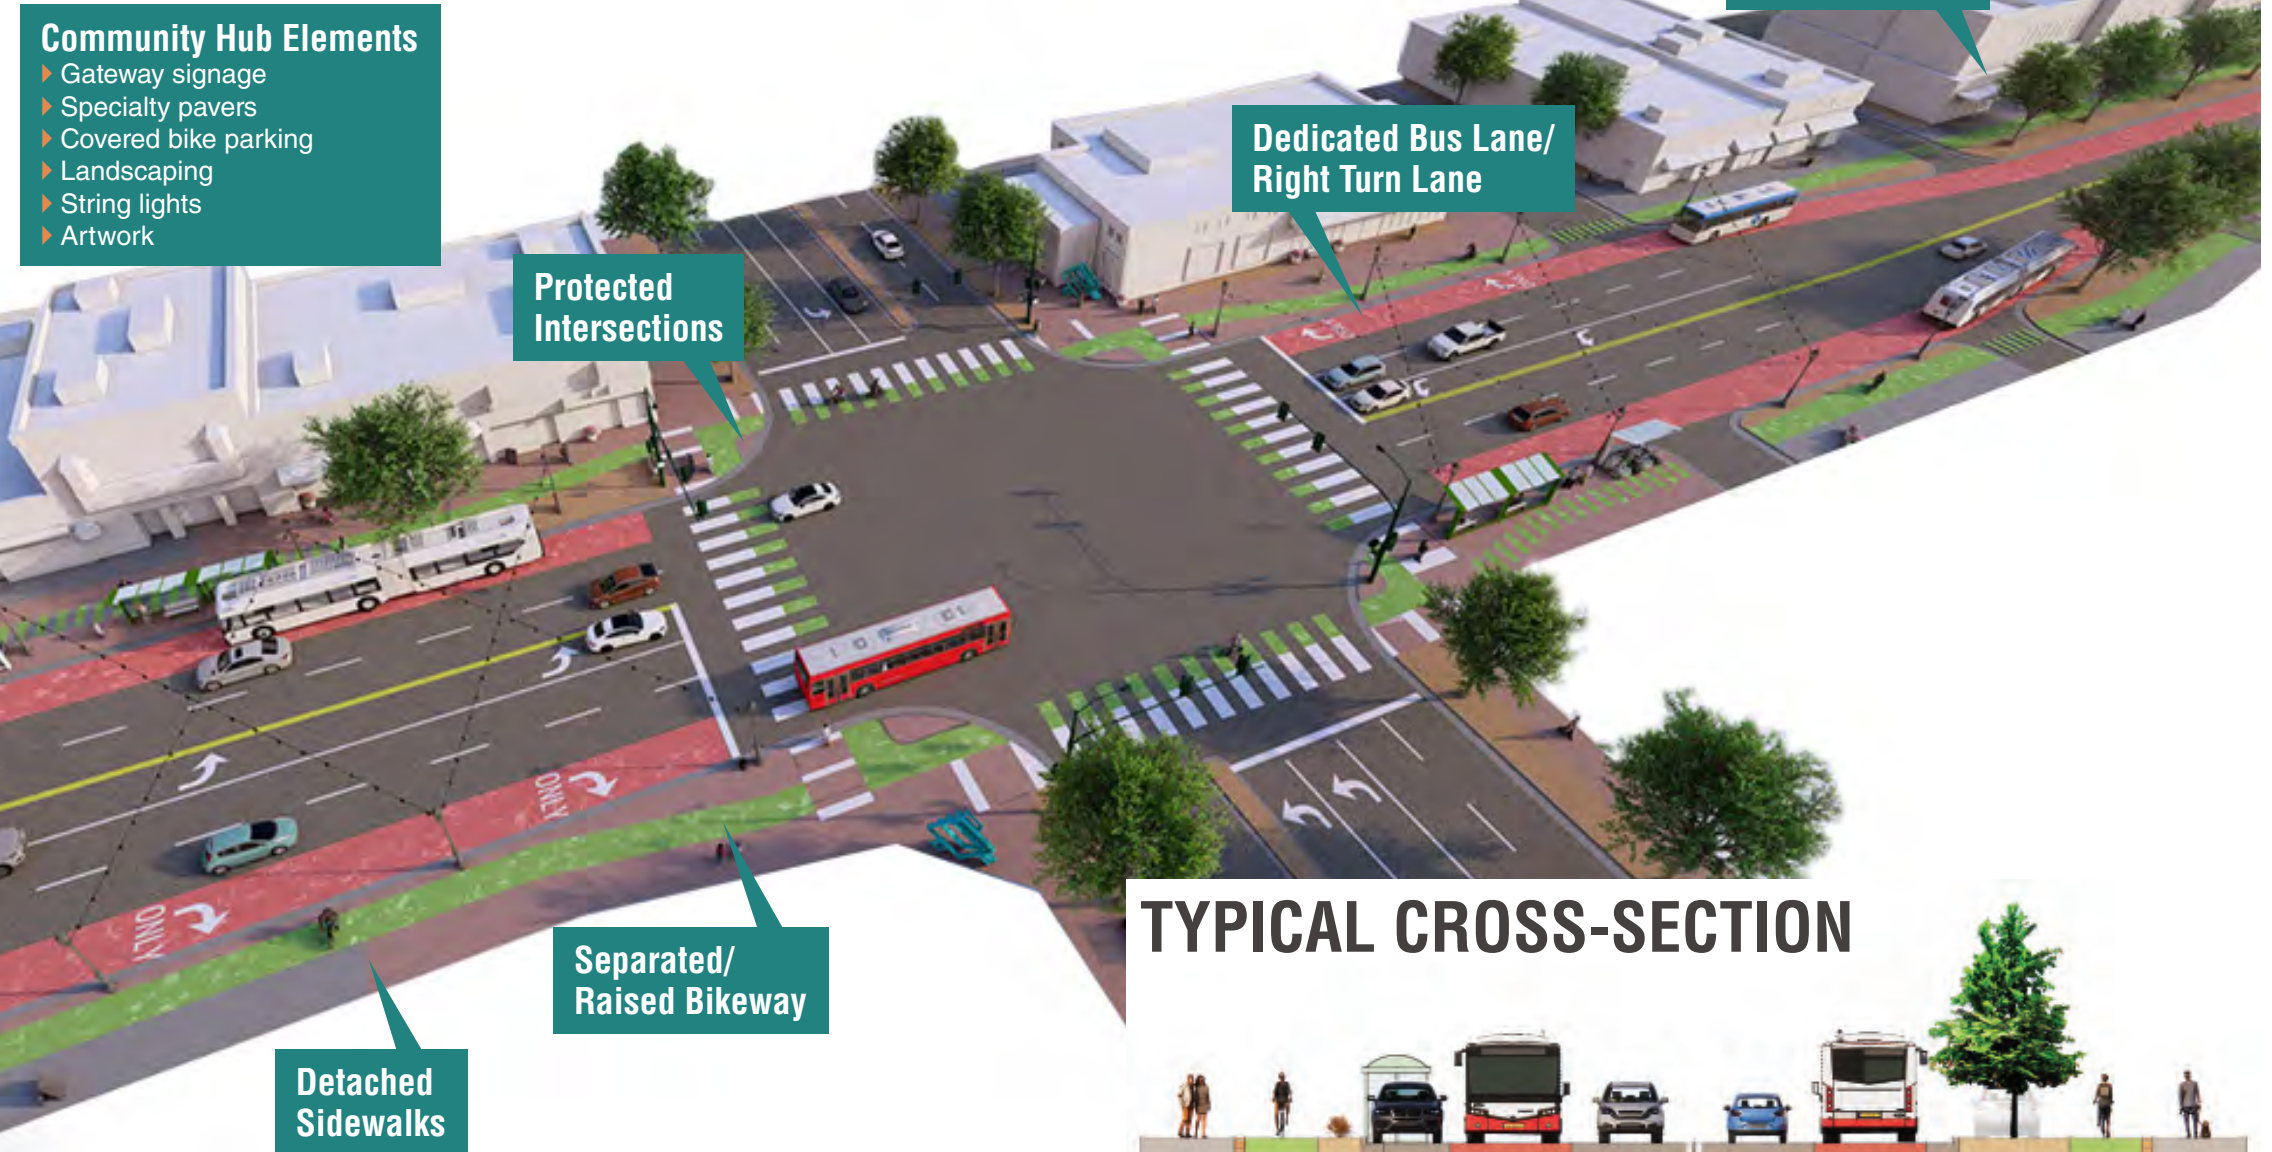 Community Hub Elements
Gateway signage
Specialty pavers
Covered bike parking
Landscaping
String lights
Artwork
Protected
Intersections
Dedicated Bus Lane/
Right Turn Lane
ONLY
ONLY
Separated/
Raised Bikeway
Detached
Sidewalks
TYPICAL CROSS-SECTION